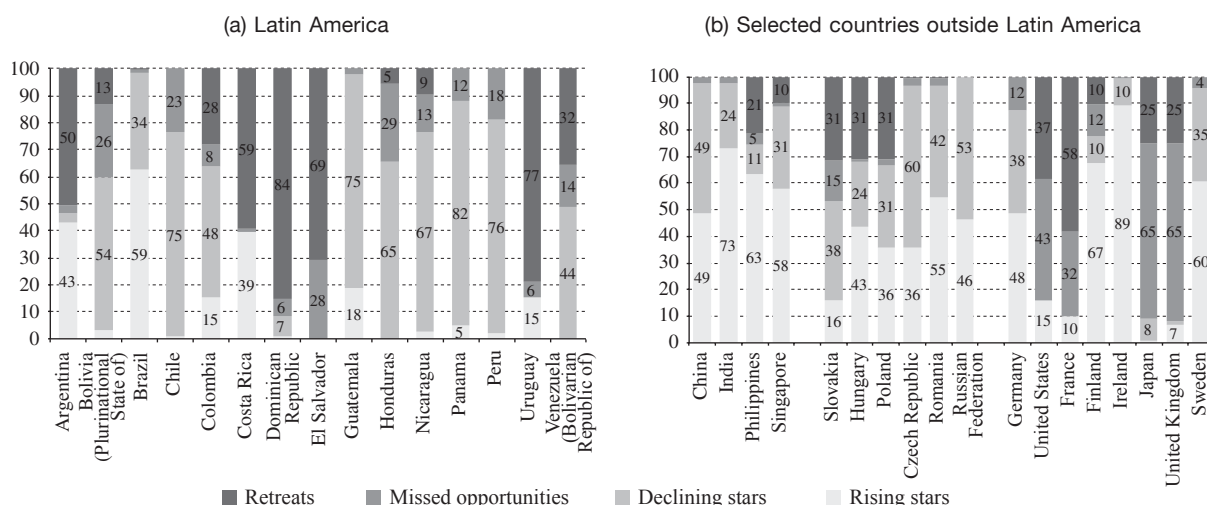 (a) Latin America
100
90
80
70
60
50
40
30
20
10
0
50
43
13
26
54
34
59
23
75
28
8
48
15
59
39
84
6
7
69
28
75
18
5
29
65
9
13
67
12
82
5
18
76
77
6
15
32
14
44
Argentina
Bolivia
(Plurinational
State of)
Brazil
Chile
Colombia
Costa Rica
Dominican
Republic
El Salvador
Guatemala
Honduras
Nicaragua
Panama
Peru
Uruguay
Venezuela
(Bolivarian
Republic of)
(b) Selected countries outside Latin America
100
90
80
70
60
50
40
30
20
10
0
49
49
24
73
21
5
11
63
10
31
58
31
15
38
16
31
24
43
31
31
36
60
36
42
55
53
46
12
38
48
37
43
15
58
32
10
10
12
10
67
10
89
25
65
8
25
65
7
4
35
60
China
India
Philippines
Singapore
Slovakia
Hungary
Poland
Czech Republic
Romania
Russian
Federation
Germany
United States
France
Finland
Ireland
Japan
United Kingdom
Sweden
Retreats
Missed opportunities
Declining stars
Rising stars